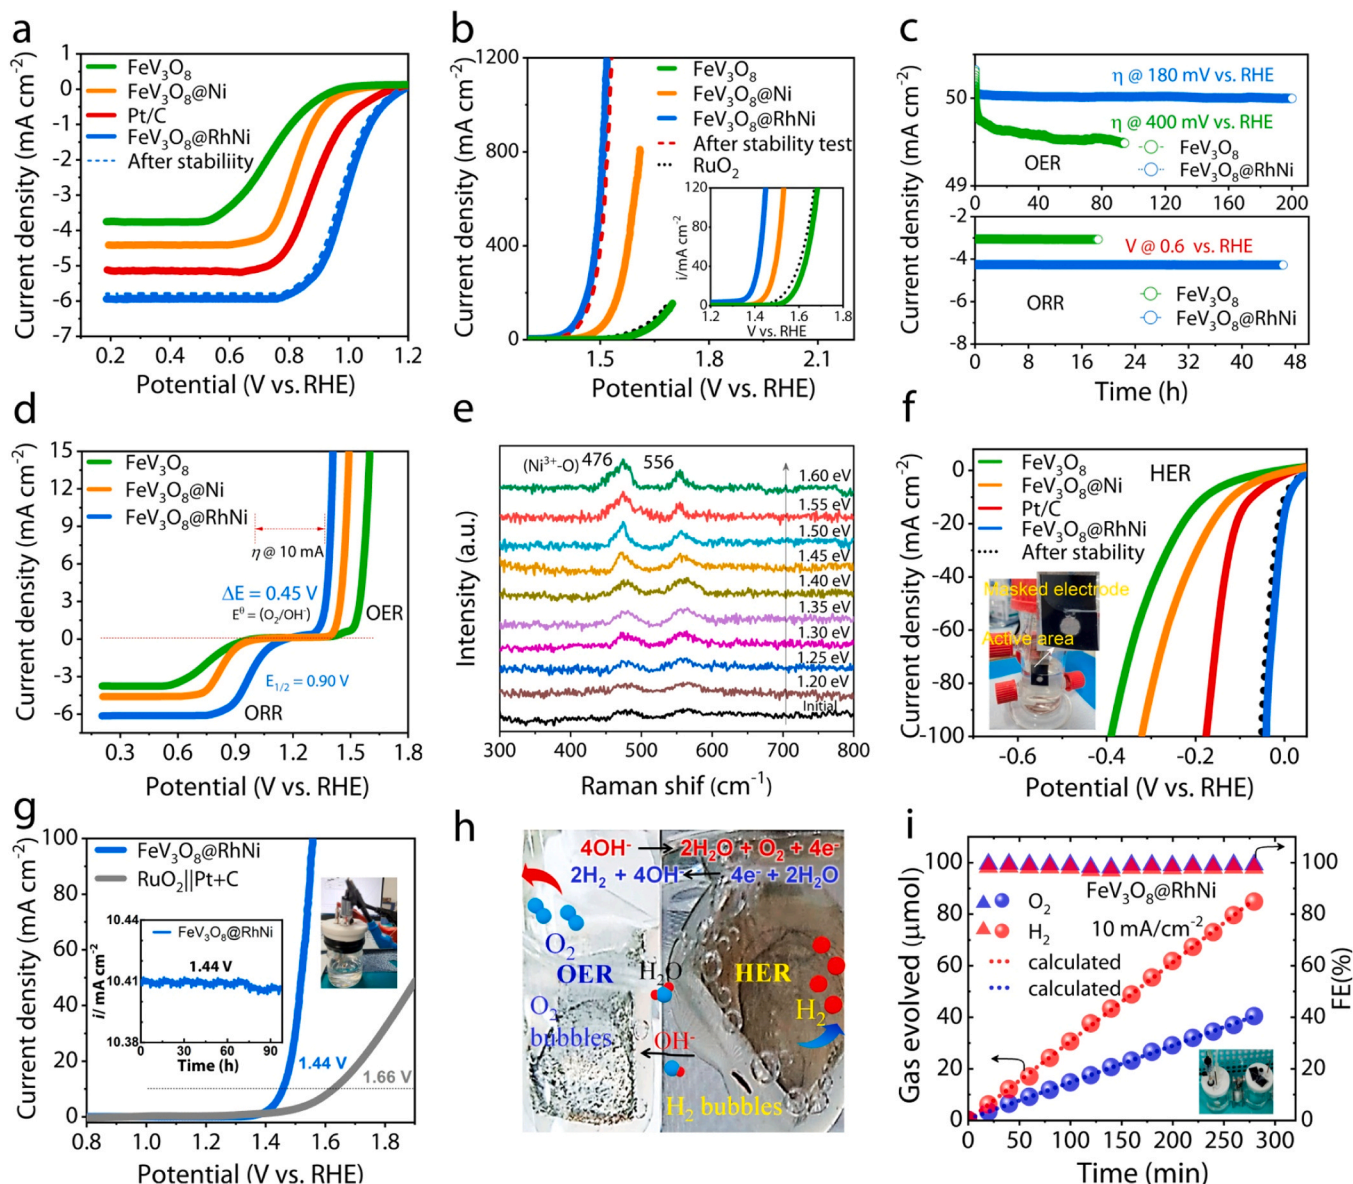 a
Current density (mA cm⁻²)
1
0
-1
-2
-3
-4
-5
-6
-7
FeV₃O₈
FeV₃O₈@Ni
Pt/C
FeV₃O₈@RhNi
After stabiliity
0.2 0.4 0.6 0.8 1.0 1.2
Potential (V vs. RHE)
b
Current density (mA cm⁻²)
1200
800
400
0
FeV₃O₈
FeV₃O₈@Ni
FeV₃O₈@RhNi
After stability test
RuO₂
i/mA cm⁻²
120
80
40
0
1.2 1.4 1.6 1.8
V vs. RHE
1.5 1.8 2.1
Potential (V vs. RHE)
c
Current density (mA cm⁻²)
50
49
η @ 180 mV vs. RHE
η @ 400 mV vs. RHE
FeV₃O₈
FeV₃O₈@RhNi
OER
0 40 80 120 160 200
-2
-4
-6
-8
V @ 0.6 vs. RHE
FeV₃O₈
FeV₃O₈@RhNi
ORR
0 8 16 24 32 40 48
Time (h)
d
Current density (mA cm⁻²)
15
12
9
6
3
0
-3
-6
FeV₃O₈
FeV₃O₈@Ni
FeV₃O₈@RhNi
η @ 10 mA
ΔE = 0.45 V
E⁰ = (O₂/OH⁻)
OER
E₁/₂ = 0.90 V
ORR
0.3 0.6 0.9 1.2 1.5 1.8
Potential (V vs. RHE)
e
Intensity (a.u.)
(Ni³⁺-O) 476 556
1.60 eV
1.55 eV
1.50 eV
1.45 eV
1.40 eV
1.35 eV
1.30 eV
1.25 eV
1.20 eV
Initial
300 400 500 600 700 800
Raman shif (cm⁻¹)
f
Current density (mA cm⁻²)
0
-20
-40
-60
-80
-100
FeV₃O₈
FeV₃O₈@Ni
Pt/C
FeV₃O₈@RhNi
After stability
HER
Masked electrode
Active area
-0.6 -0.4 -0.2 0.0
Potential (V vs. RHE)
g
Current density (mA cm⁻²)
100
80
60
40
20
0
FeV₃O₈@RhNi
RuO₂||Pt+C
i/ mA cm⁻²
10.44
10.41
10.38
FeV₃O₈@RhNi
1.44 V
0 30 60 90
Time (h)
1.44 V
1.66 V
0.8 1.0 1.2 1.4 1.6 1.8
Potential (V vs. RHE)
h
4OH⁻ 2H₂O + O₂ + 4e⁻
2H₂ + 4OH⁻ 4e⁻ + 2H₂O
O₂
OER
H₂O
HER
H₂
O₂
bubbles
OH⁻
H₂ bubbles
i
Gas evolved (μmol)
100
80
60
40
20
0
FeV₃O₈@RhNi
O₂
H₂
10 mA/cm⁻²
calculated
calculated
FE(%)
100
80
60
40
20
0
0 50 100 150 200 250 300
Time (min)